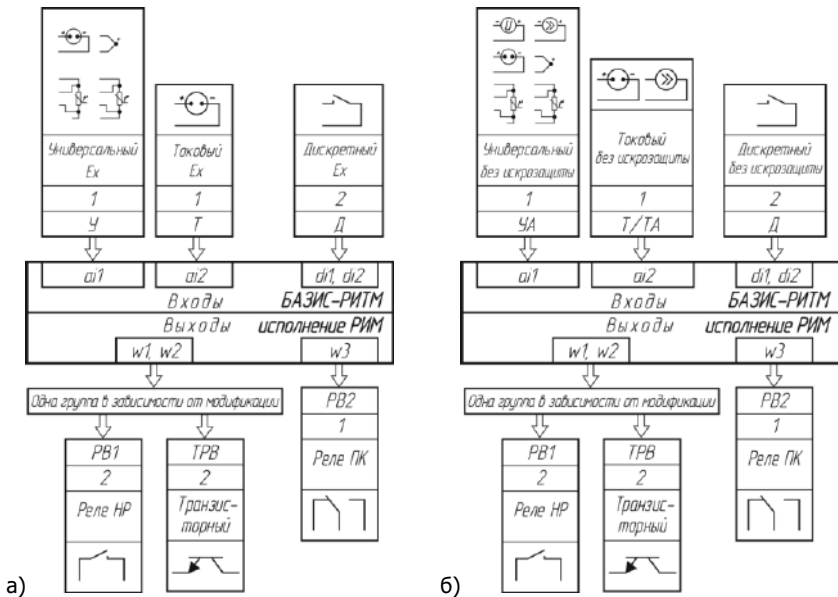 Универсальный
Ex
1
У
Токовый
Ex
1
Т
Дискретный
Ex
2
Д
ai1
ai2
di1, di2
Входы
БАЗИС-РИТМ
Выходы
исполнение РИМ
w1, w2
w3
Одна группа в зависимости от модификации
РВ1
2
Реле НР
ТРВ
2
Транзис-
торный
РВ2
1
Реле ПК
а)
Универсальный
без искрозащиты
1
УА
Токовый
без искрозащиты
1
Т/ТА
Дискретный
без искрозащиты
2
Д
ai1
ai2
di1, di2
Входы
БАЗИС-РИТМ
Выходы
исполнение РИМ
w1, w2
w3
Одна группа в зависимости от модификации
РВ1
2
Реле НР
ТРВ
2
Транзис-
торный
РВ2
1
Реле ПК
б)